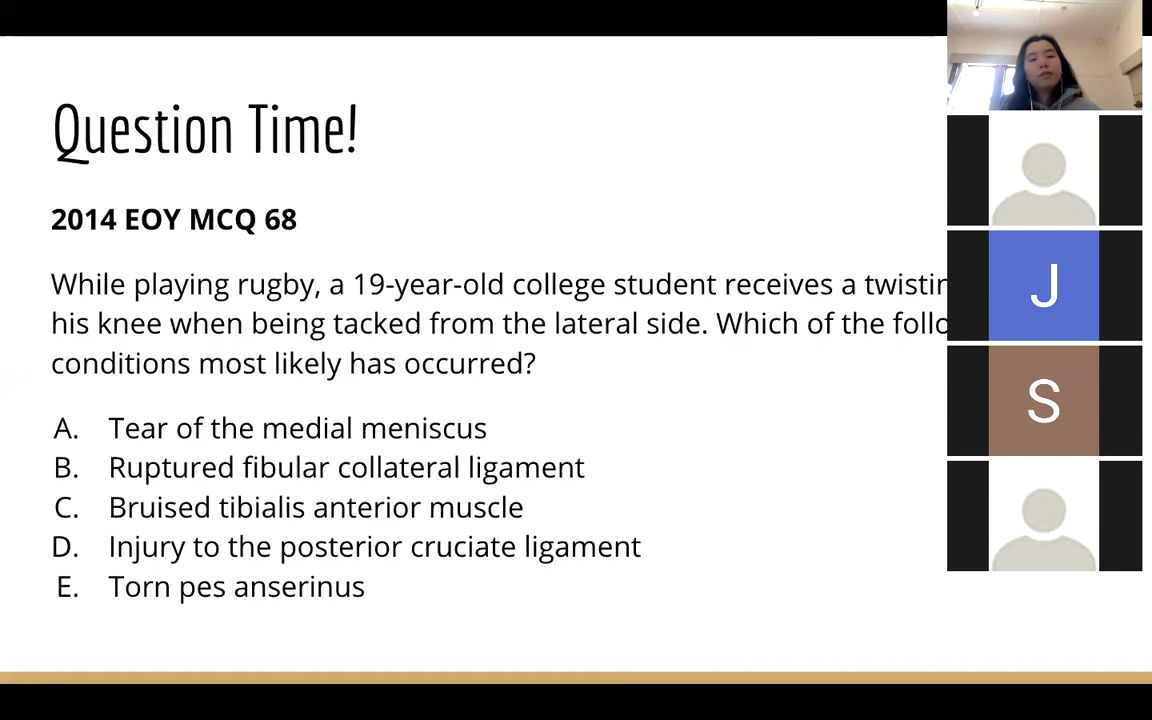 Question Time!
2014 EOY MCQ 68
While playing rugby, a 19-year-old college student receives a
his knee when being tacked from the lateral side. Which of the
conditions most likely has occurred?
A. Tear of the medial meniscus
B. Ruptured fibular collateral ligament
C. Bruised tibialis anterior muscle
D. Injury to the posterior cruciate ligament
E. Torn pes anserinus
J
S